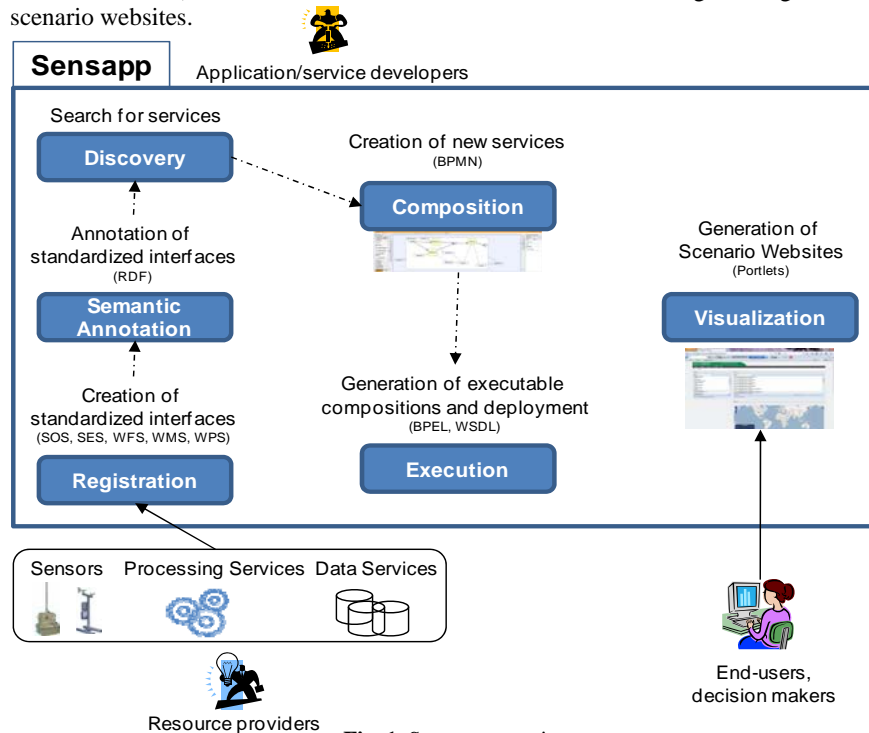 scenario websites.
Sensapp
Application/service developers
Search for services
Discovery
Annotation of
standardized interfaces
(RDF)
Semantic
Annotation
Creation of
standardized interfaces
(SOS, SES, WFS, WMS, WPS)
Registration
Creation of new services
(BPMN)
Composition
Generation of executable
compositions and deployment
(BPEL, WSDL)
Execution
Generation of
Scenario Websites
(Portlets)
Visualization
Sensors
Processing Services
Data Services
Resource providers
End-users,
decision makers